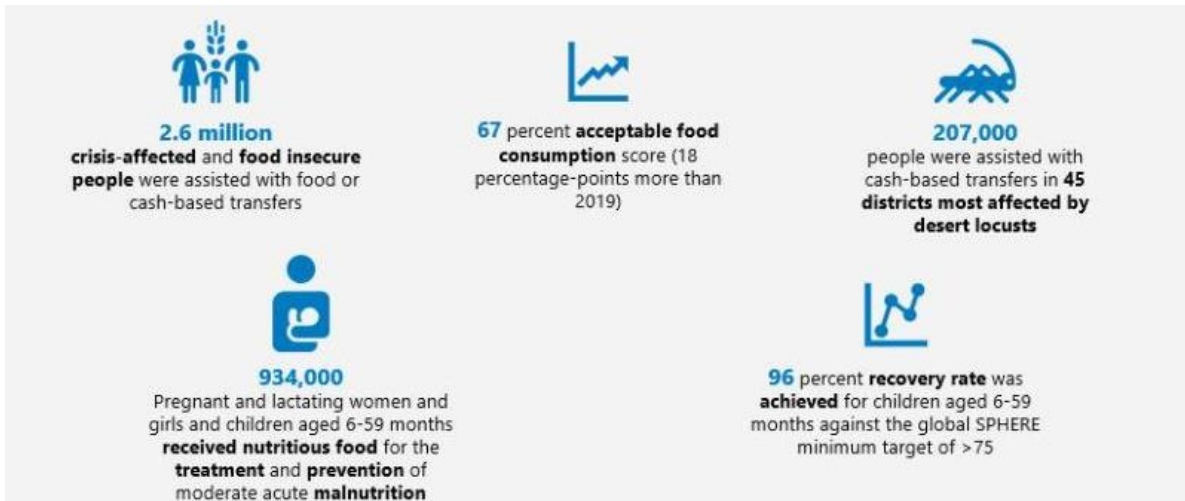 2.6 million
crisis-affected and food insecure
people were assisted with food or
cash-based transfers
67 percent acceptable food
consumption score (18
percentage-points more than
2019)
207,000
people were assisted with
cash-based transfers in 45
districts most affected by
desert locusts
934,000
Pregnant and lactating women and
girls and children aged 6-59 months
received nutritious food for the
treatment and prevention of
moderate acute malnutrition
96 percent recovery rate was
achieved for children aged 6-59
months against the global SPHERE
minimum target of >75